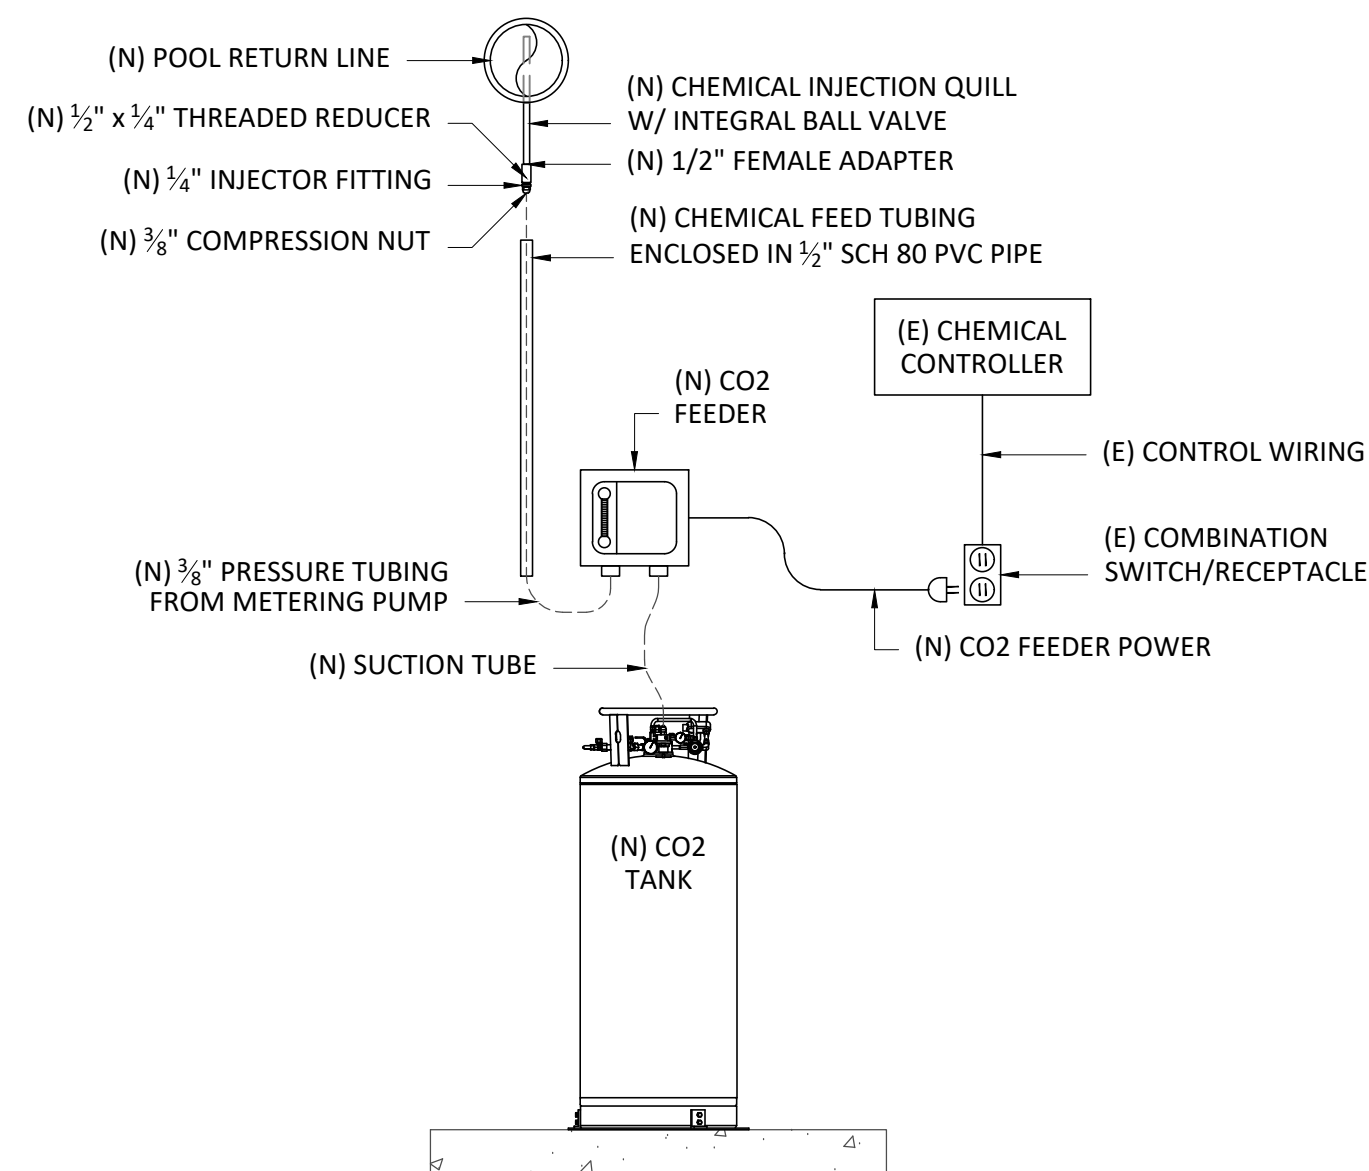 (N) POOL RETURN LINE
(N) CHEMICAL INJECTION QUILL
W/ INTEGRAL BALL VALVE
(N) ½" x ¼" THREADED REDUCER
(N) 1/2" FEMALE ADAPTER
(N) ¼" INJECTOR FITTING
(N) CHEMICAL FEED TUBING
ENCLOSED IN ½" SCH 80 PVC PIPE
(N) ⅜" COMPRESSION NUT
(E) CHEMICAL
CONTROLLER
(N) CO2
FEEDER
(E) CONTROL WIRING
(E) COMBINATION
SWITCH/RECEPTACLE
(N) ⅜" PRESSURE TUBING
FROM METERING PUMP
(N) CO2 FEEDER POWER
(N) SUCTION TUBE
(N) CO2
TANK